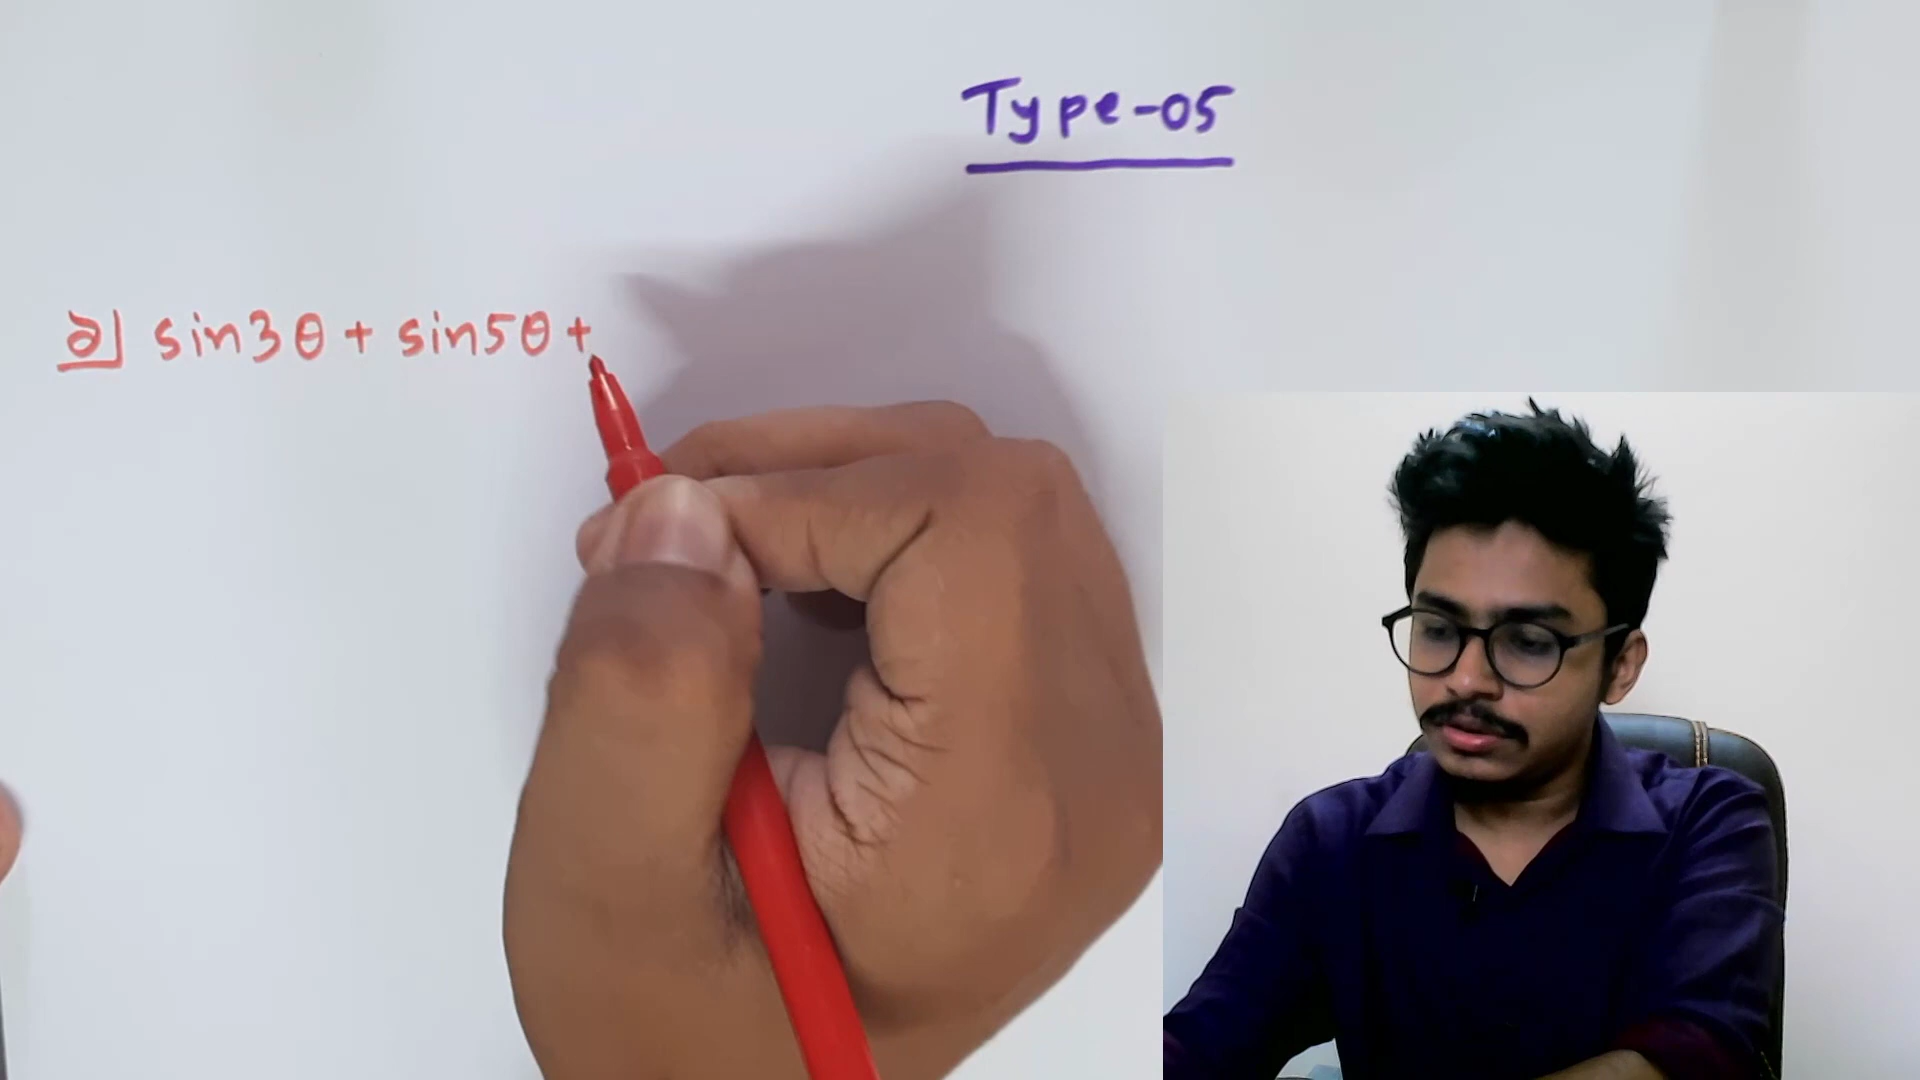 Type-05
a] sin3θ + sin5θ +